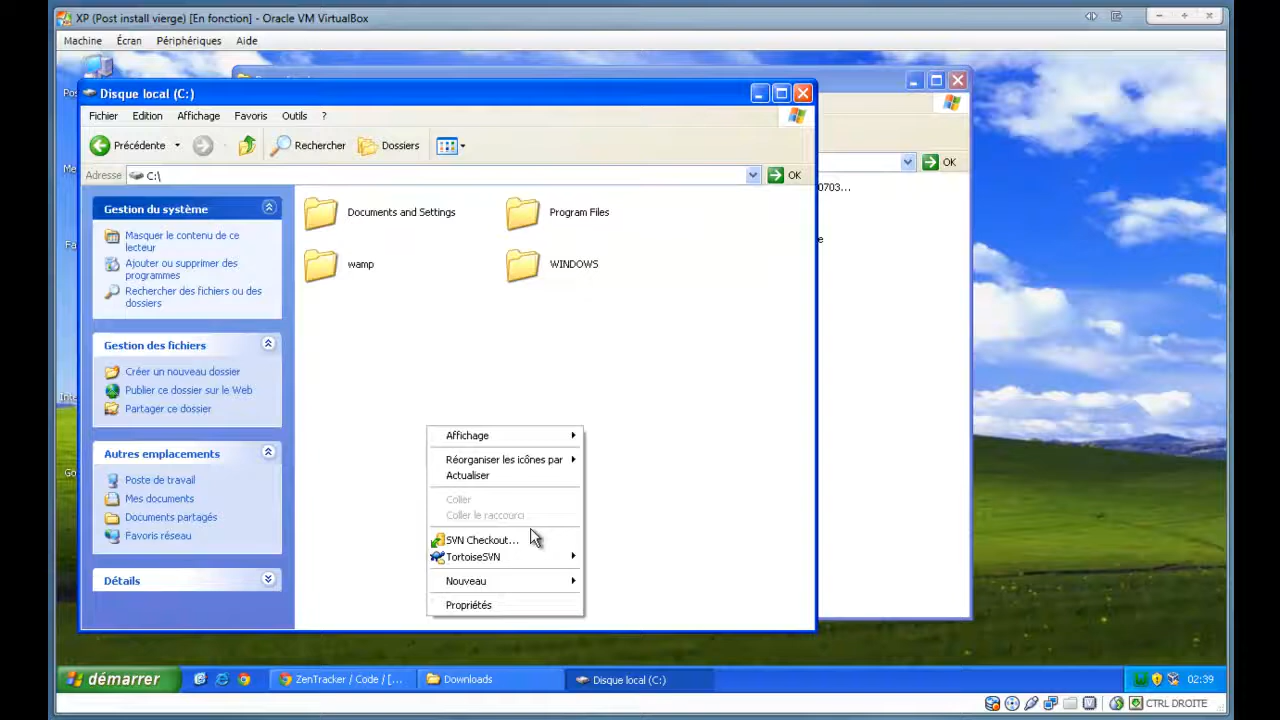 XP (Post install vierge) [En fonction] - Oracle VM VirtualBox
Machine Écran Périphériques Aide
Disque local (C:)
Fichier Edition Affichage Favoris Outils ?
Précédente Rechercher Dossiers
Adresse C:\ OK
OK
0703...
e
Gestion du système
Masquer le contenu de ce
lecteur
Ajouter ou supprimer des
programmes
Rechercher des fichiers ou des
dossiers
Gestion des fichiers
Créer un nouveau dossier
Publier ce dossier sur le Web
Partager ce dossier
Autres emplacements
Poste de travail
Mes documents
Documents partagés
Favoris réseau
Détails
Documents and Settings Program Files
wamp WINDOWS
Affichage
Réorganiser les icônes par
Actualiser
Coller
Coller le raccourci
SVN Checkout...
TortoiseSVN
Nouveau
Propriétés
démarrer ZenTracker / Code / [... Downloads Disque local (C:) 02:39
CTRL DROITE